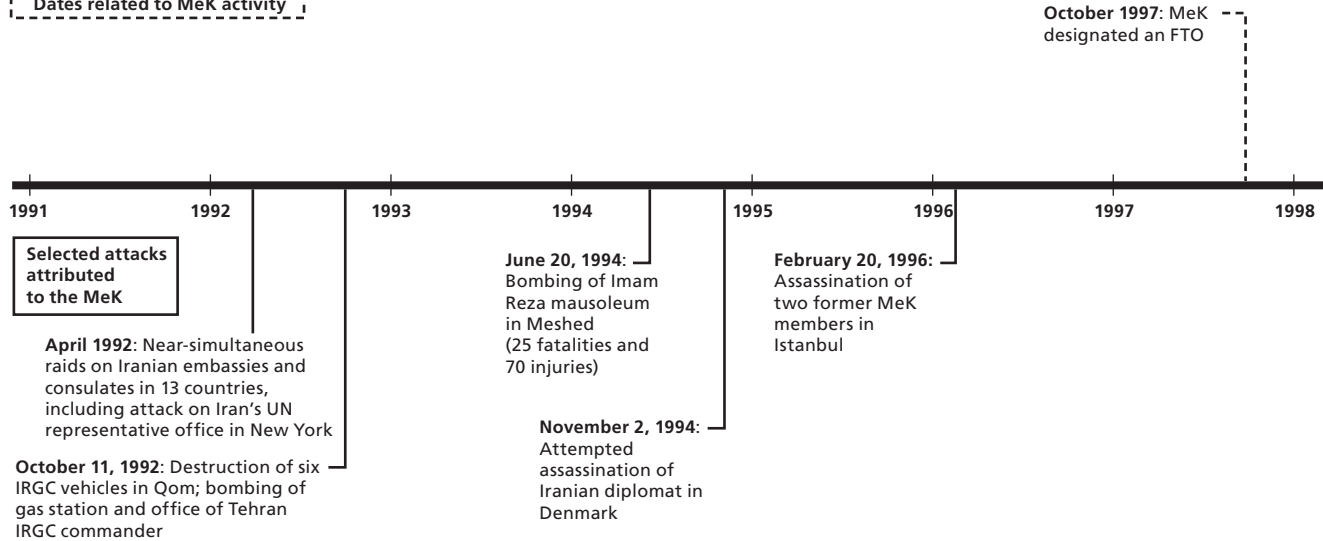 Dates related to MeK activity
October 1997: MeK
designated an FTO
1991 1992 1993 1994 1995 1996 1997 1998
Selected attacks
attributed
to the MeK
April 1992: Near-simultaneous
raids on Iranian embassies and
consulates in 13 countries,
including attack on Iran’s UN
representative office in New York
October 11, 1992: Destruction of six
IRGC vehicles in Qom; bombing of
gas station and office of Tehran
IRGC commander
June 20, 1994:
Bombing of Imam
Reza mausoleum
in Meshed
(25 fatalities and
70 injuries)
November 2, 1994:
Attempted
assassination of
Iranian diplomat in
Denmark
February 20, 1996:
Assassination of
two former MeK
members in
Istanbul